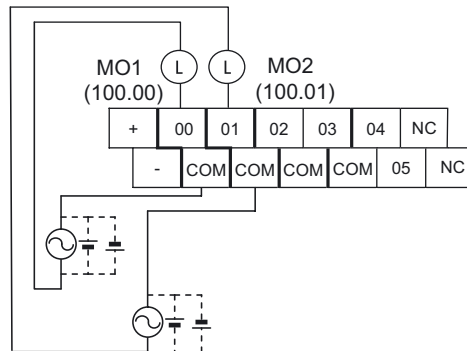 L L
MO1 MO2
(100.00) (100.01)
+ 00 01 02 03 04 NC
- COM COM COM COM 05 NC